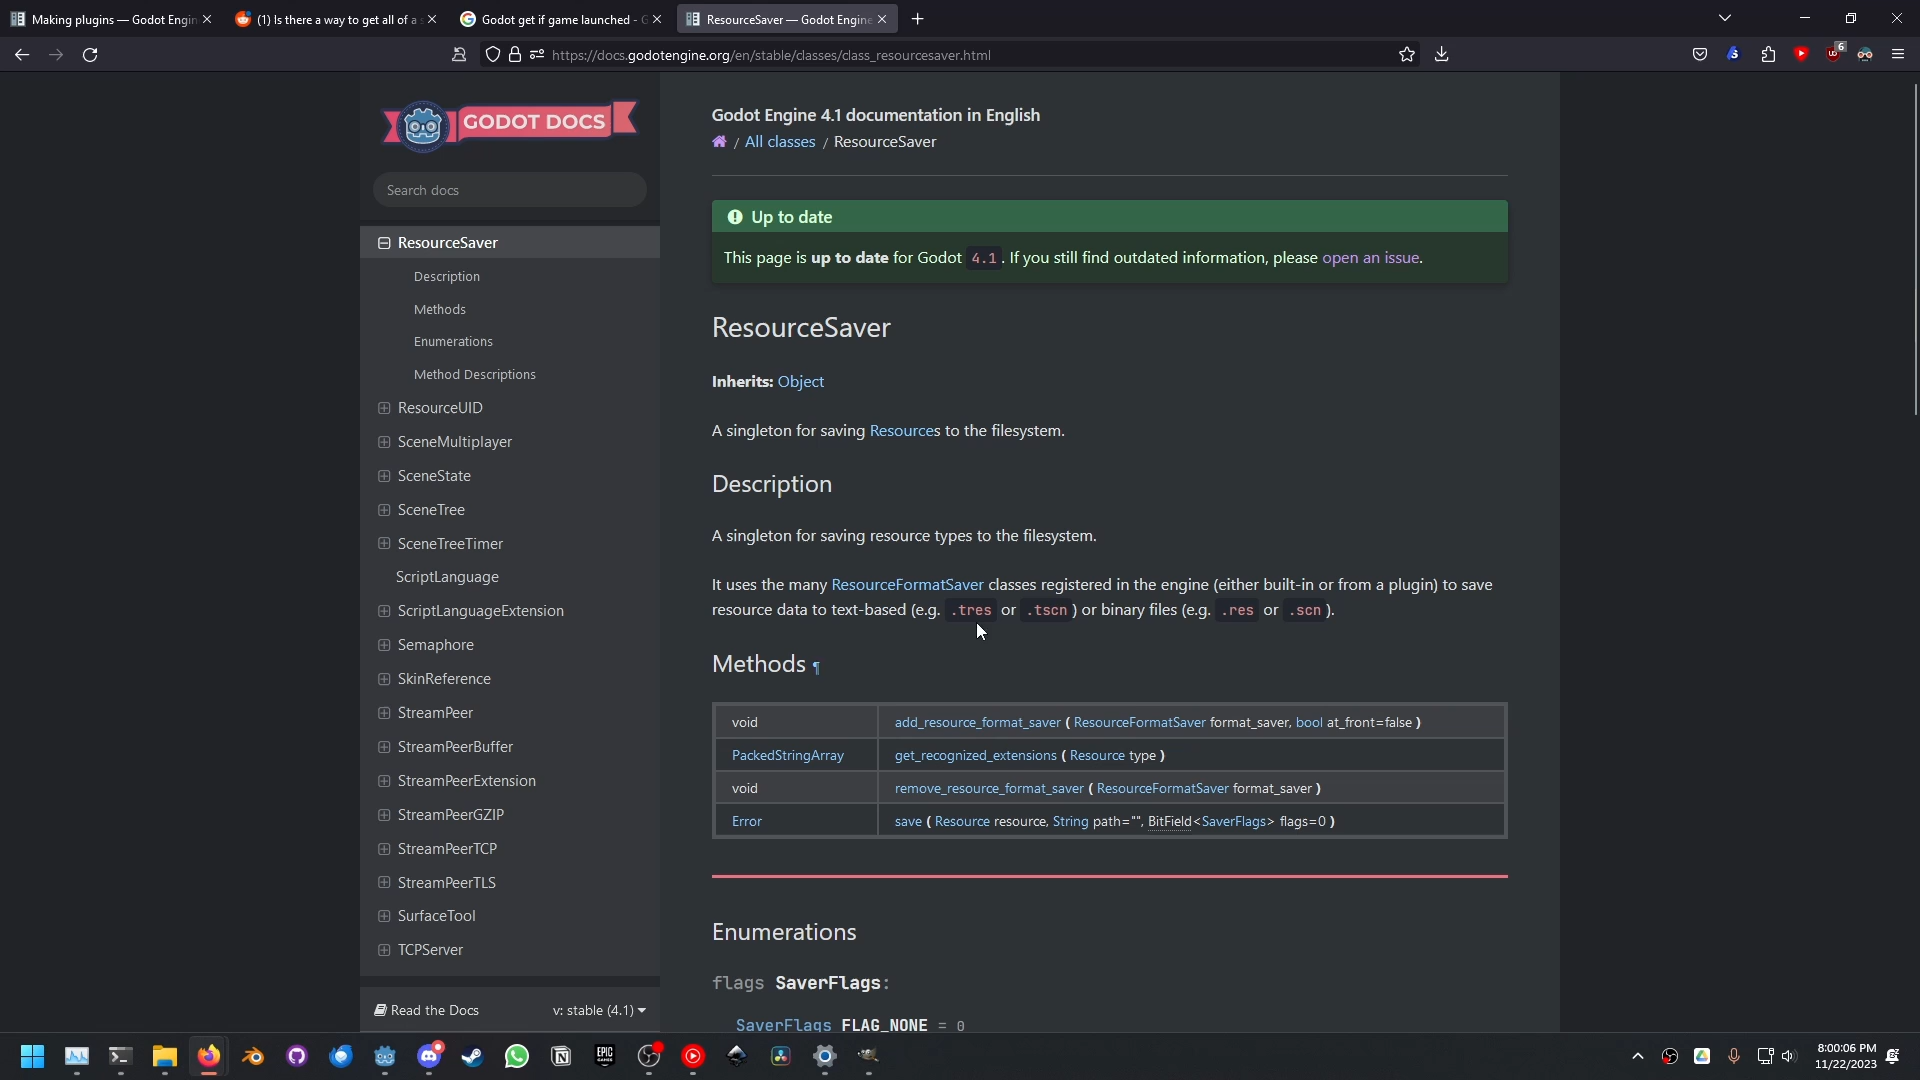 Making plugins — Godot Engin
(1) Is there a way to get all of a s
Godot get if game launched - G
ResourceSaver — Godot Engine
https://docs.godotengine.org/en/stable/classes/class_resourcesaver.html
6
GODOT DOCS
Search docs
ResourceSaver
Description
Methods
Enumerations
Method Descriptions
ResourceUID
SceneMultiplayer
SceneState
SceneTree
SceneTreeTimer
ScriptLanguage
ScriptLanguageExtension
Semaphore
SkinReference
StreamPeer
StreamPeerBuffer
StreamPeerExtension
StreamPeerGZIP
StreamPeerTCP
StreamPeerTLS
SurfaceTool
TCPServer
Read the Docs v: stable (4.1)
Godot Engine 4.1 documentation in English
/ All classes / ResourceSaver
Up to date
This page is up to date for Godot 4.1. If you still find outdated information, please open an issue.
ResourceSaver
Inherits: Object
A singleton for saving Resources to the filesystem.
Description
A singleton for saving resource types to the filesystem.
It uses the many ResourceFormatSaver classes registered in the engine (either built-in or from a plugin) to save
resource data to text-based (e.g. .tres or .tscn) or binary files (e.g. .res or .scn).
Methods ¶
void add_resource_format_saver ( ResourceFormatSaver format_saver, bool at_front=false )
PackedStringArray get_recognized_extensions ( Resource type )
void remove_resource_format_saver ( ResourceFormatSaver format_saver )
Error save ( Resource resource, String path="", BitField<SaverFlags> flags=0 )
Enumerations
flags SaverFlags:
SaverFlags FLAG_NONE = 0
EPIC GAMES
8:00:06 PM
11/22/2023